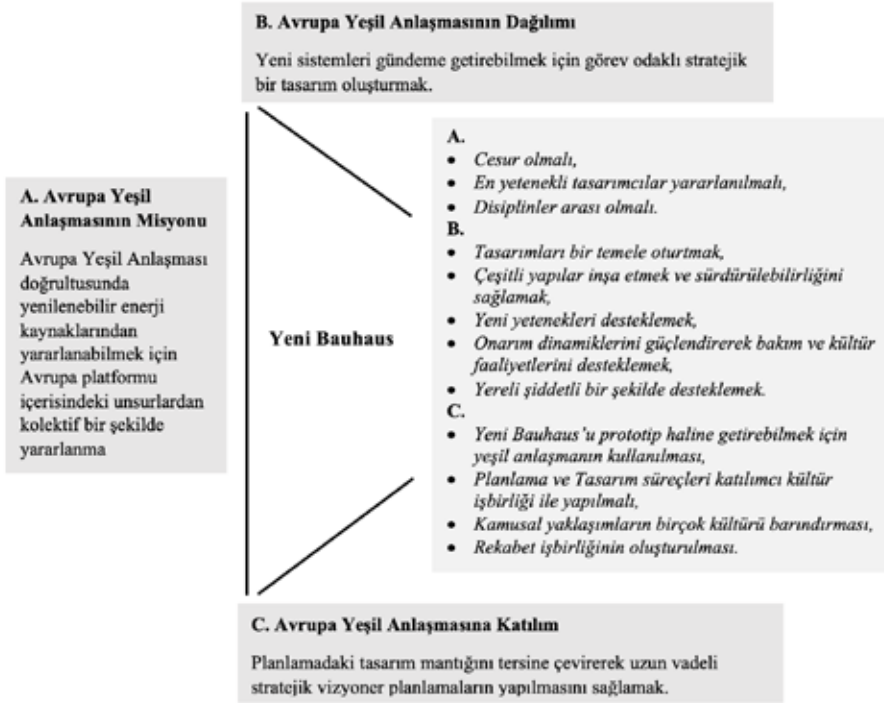 B. Avrupa Yeşil Anlaşmasının Dağılımı
Yeni sistemleri gündeme getirebilmek için görev odaklı stratejik
bir tasarım oluşturmak.
A. Avrupa Yeşil
Anlaşmasının Misyonu
Avrupa Yeşil Anlaşması
doğrultusunda
yenilenebilir enerji
kaynaklarından
yararlanabilmek için
Avrupa platformu
içerisindeki unsurlardan
kolektif bir şekilde
yararlanma
Yeni Bauhaus
A.
• Cesur olmalı,
• En yetenekli tasarımcılar yararlanılmalı,
• Disiplinler arası olmalı.
B.
• Tasarımları bir temele oturtmak,
• Çeşitli yapılar inşa etmek ve sürdürülebilirliğini
sağlamak,
• Yeni yetenekleri desteklemek,
• Onarım dinamiklerini güçlendirerek bakım ve kültür
faaliyetlerini desteklemek,
• Yereli şiddetli bir şekilde desteklemek.
C.
• Yeni Bauhaus’u prototip haline getirebilmek için
yeşil anlaşmanın kullanılması,
• Planlama ve Tasarım süreçleri katılımcı kültür
işbirliği ile yapılmalı,
• Kamusal yaklaşımların birçok kültürü barındırması,
• Rekabet işbirliğinin oluşturulması.
C. Avrupa Yeşil Anlaşmasına Katılım
Planlamadaki tasarım mantığını tersine çevirerek uzun vadeli
stratejik vizyoner planlamaların yapılmasını sağlamak.